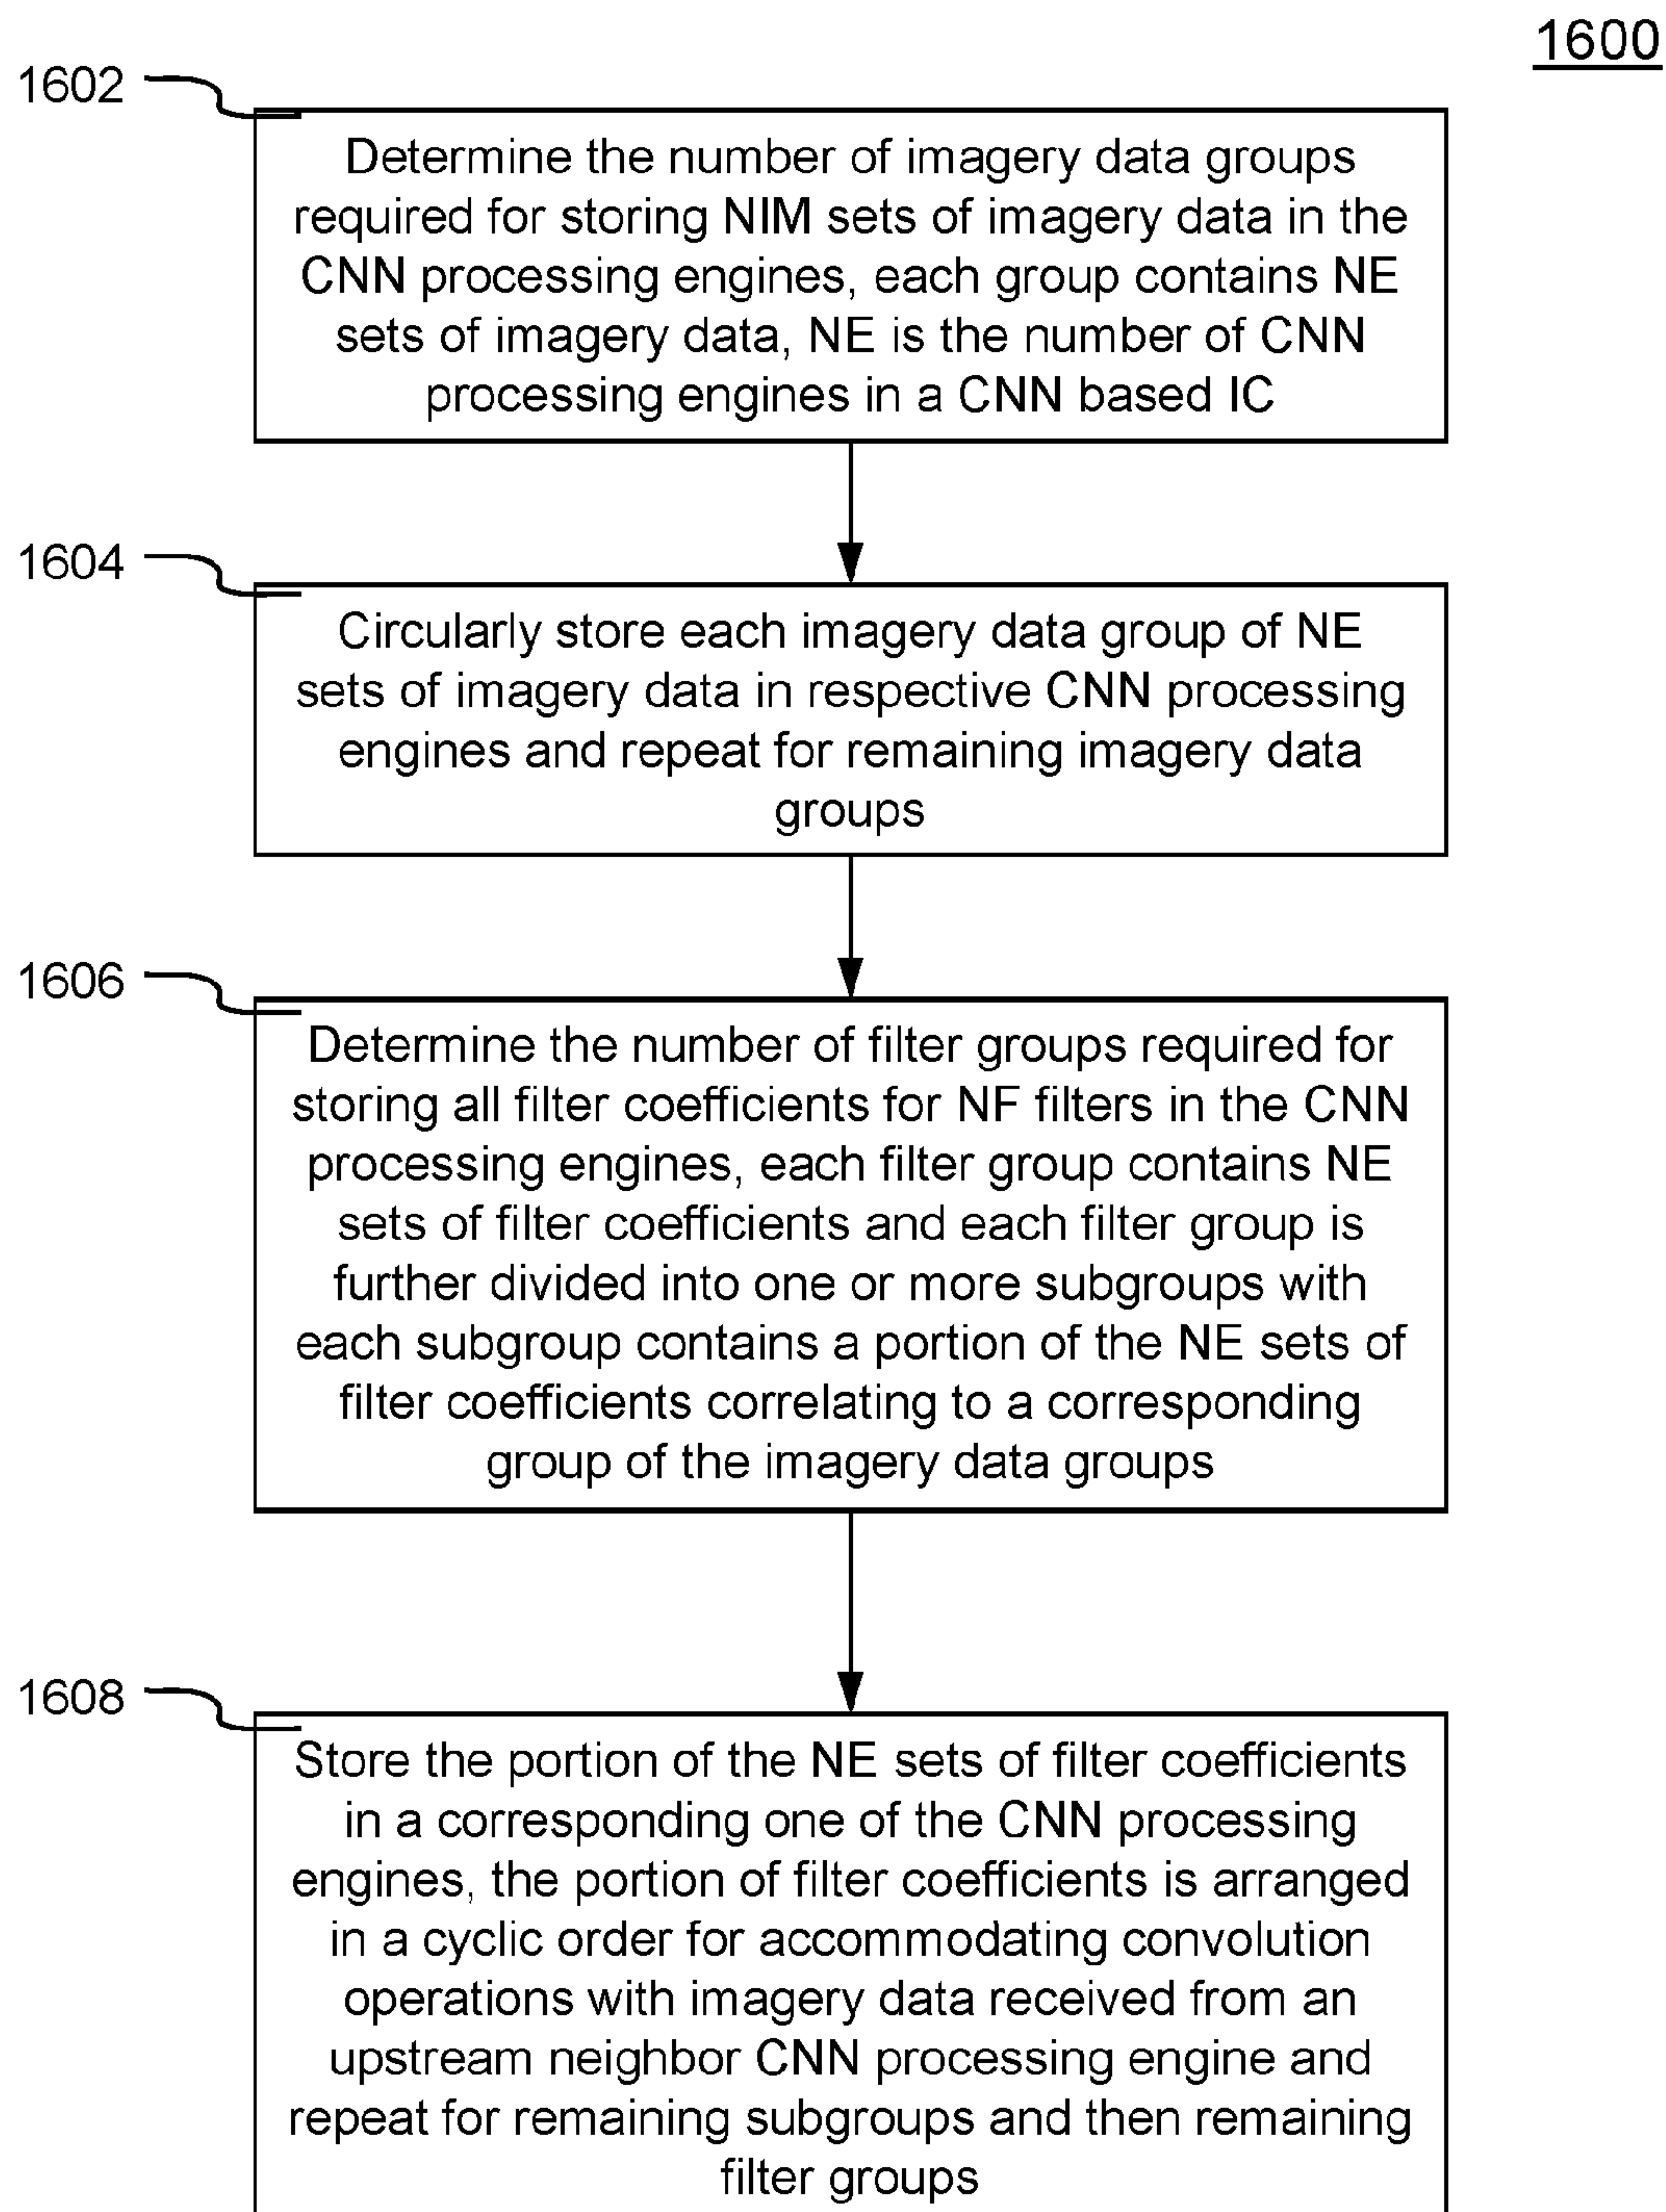 1600
1602
Determine the number of imagery data groups
required for storing NIM sets of imagery data in the
CNN processing engines, each group contains NE
sets of imagery data, NE is the number of CNN
processing engines in a CNN based IC
1604
Circularly store each imagery data group of NE
sets of imagery data in respective CNN processing
engines and repeat for remaining imagery data
groups
1606
Determine the number of filter groups required for
storing all filter coefficients for NF filters in the CNN
processing engines, each filter group contains NE
sets of filter coefficients and each filter group is
further divided into one or more subgroups with
each subgroup contains a portion of the NE sets of
filter coefficients correlating to a corresponding
group of the imagery data groups
1608
Store the portion of the NE sets of filter coefficients
in a corresponding one of the CNN processing
engines, the portion of filter coefficients is arranged
in a cyclic order for accommodating convolution
operations with imagery data received from an
upstream neighbor CNN processing engine and
repeat for remaining subgroups and then remaining
filter groups